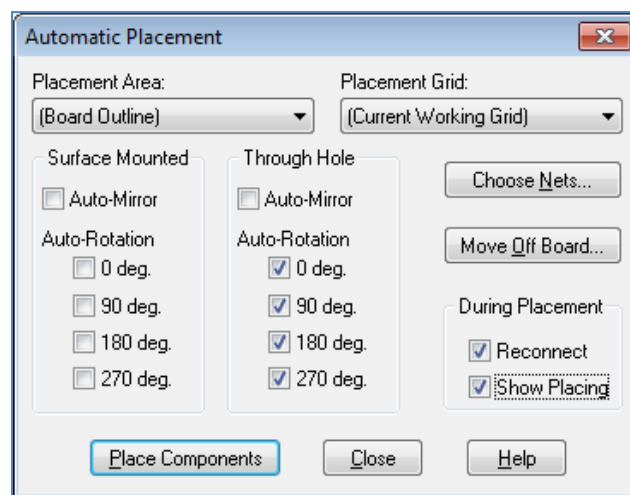 Automatic Placement
Placement Area: Placement Grid:
(Board Outline) (Current Working Grid)
Surface Mounted Through Hole
Auto-Mirror Auto-Mirror Choose Nets...
Auto-Rotation Auto-Rotation Move Off Board...
0 deg. 0 deg.
90 deg. 90 deg. During Placement
180 deg. 180 deg. Reconnect
270 deg. 270 deg. Show Placing
Place Components Close Help